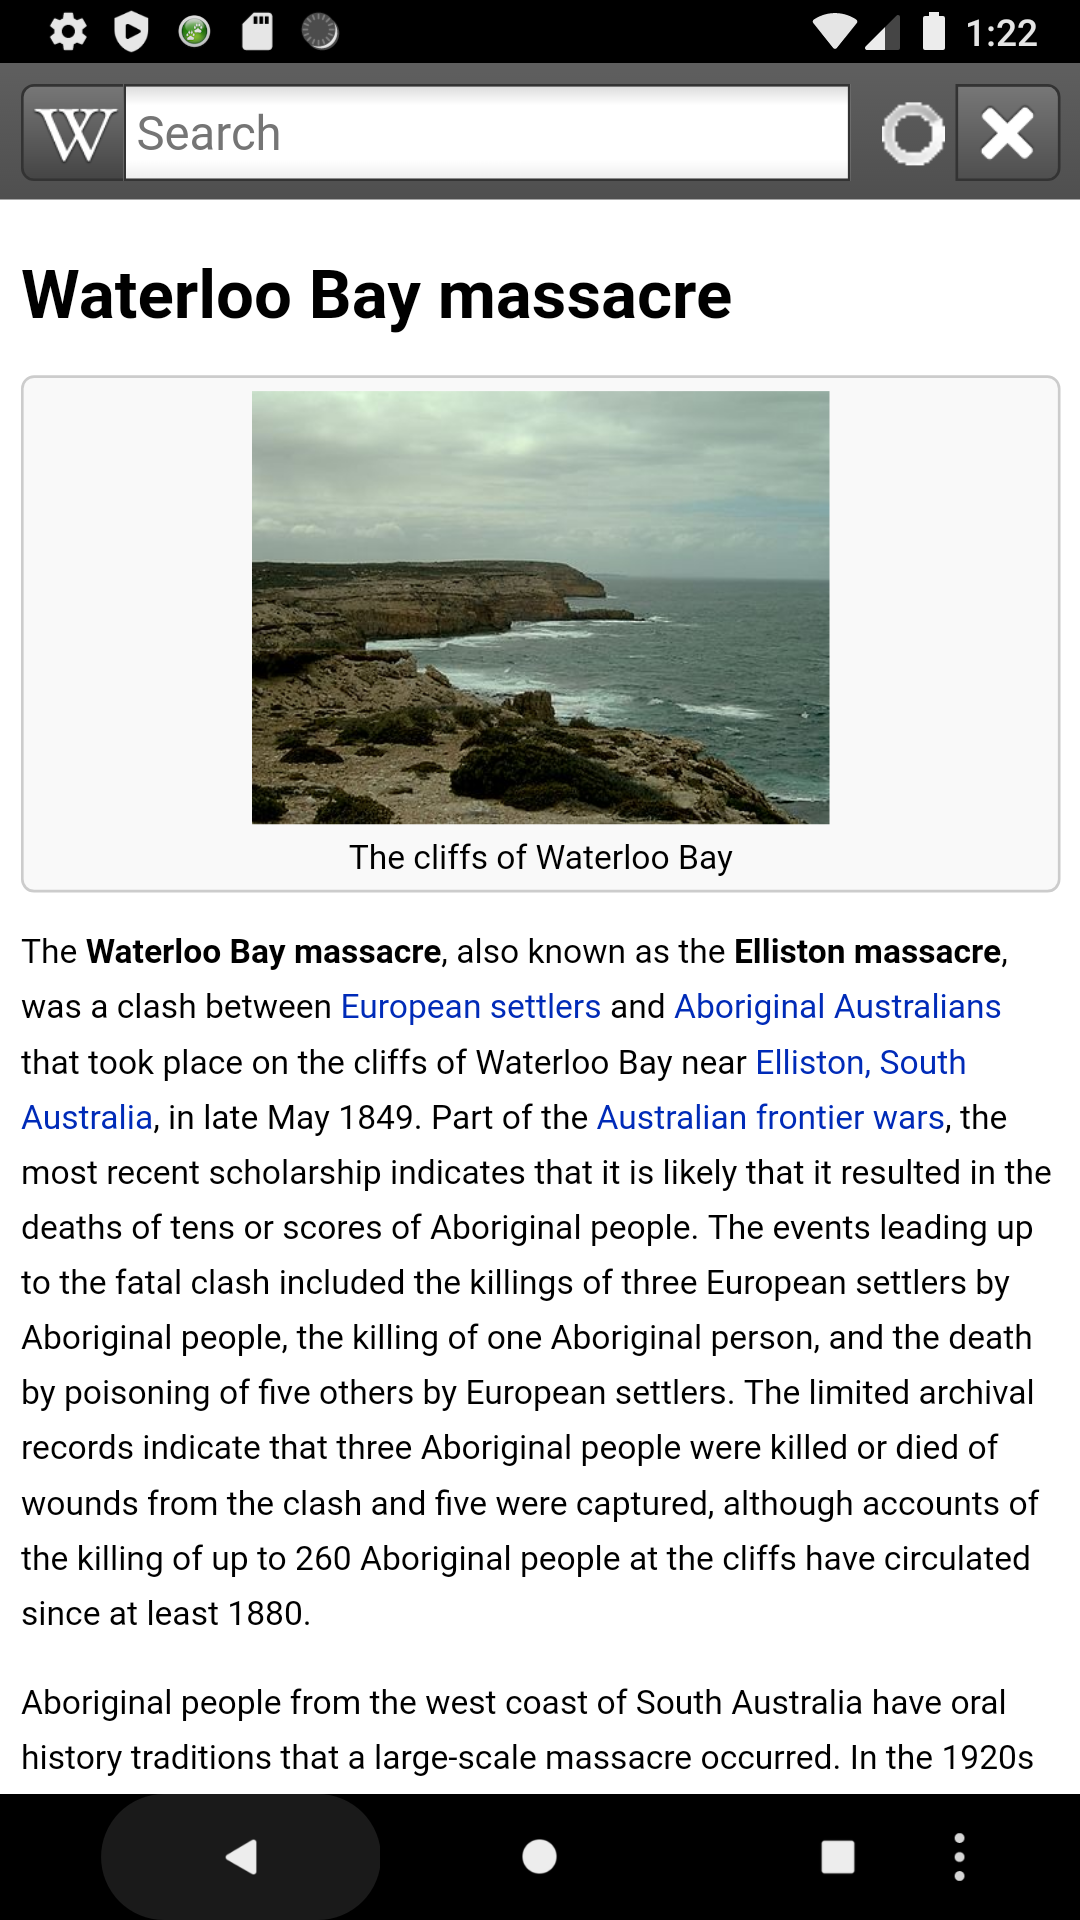 1:22
W Search
Waterloo Bay massacre
The cliffs of Waterloo Bay
The Waterloo Bay massacre, also known as the Elliston massacre,
was a clash between European settlers and Aboriginal Australians
that took place on the cliffs of Waterloo Bay near Elliston, South
Australia, in late May 1849. Part of the Australian frontier wars, the
most recent scholarship indicates that it is likely that it resulted in the
deaths of tens or scores of Aboriginal people. The events leading up
to the fatal clash included the killings of three European settlers by
Aboriginal people, the killing of one Aboriginal person, and the death
by poisoning of five others by European settlers. The limited archival
records indicate that three Aboriginal people were killed or died of
wounds from the clash and five were captured, although accounts of
the killing of up to 260 Aboriginal people at the cliffs have circulated
since at least 1880.
Aboriginal people from the west coast of South Australia have oral
history traditions that a large-scale massacre occurred. In the 1920s